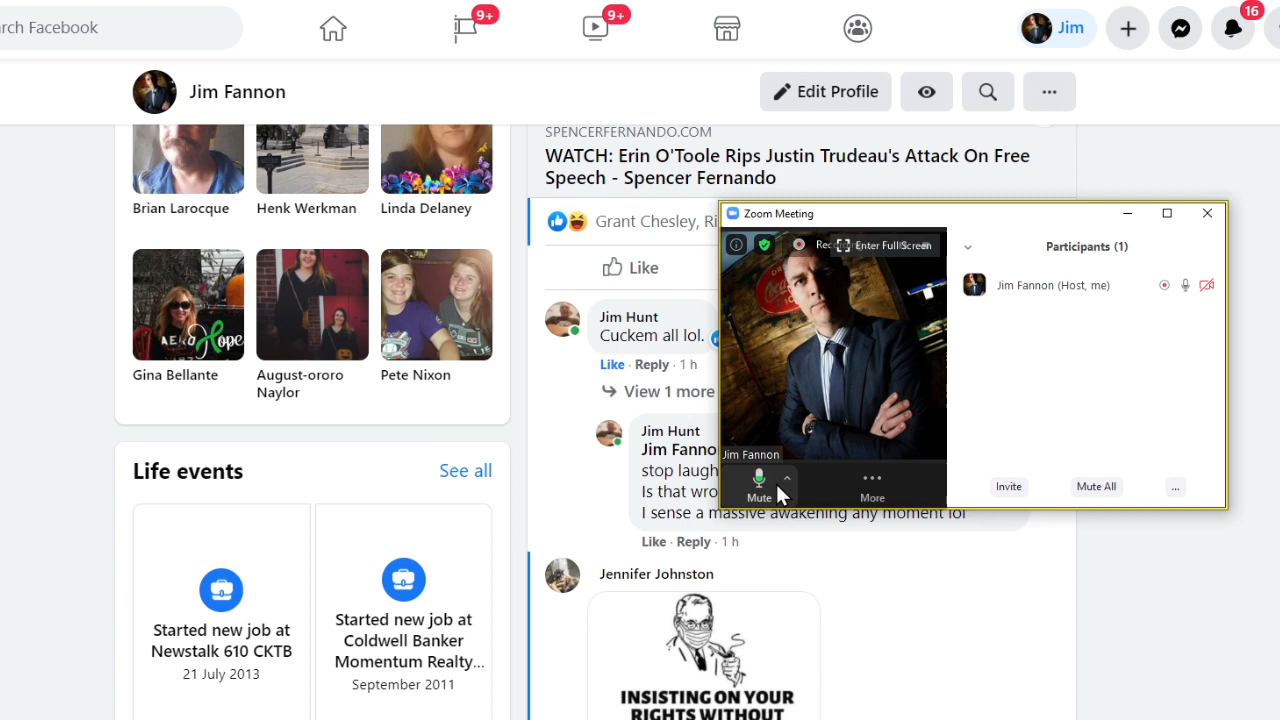 rch Facebook
9+
9+
Jim
16
Jim Fannon
Edit Profile
Brian Larocque
Henk Werkman
Linda Delaney
Gina Bellante
August-ororo
Naylor
Pete Nixon
AERO
Hope
Life events
See all
Started new job at
Newstalk 610 CKTB
21 July 2013
Started new job at
Coldwell Banker
Momentum Realty...
September 2011
SPENCERFERNANDO.COM
WATCH: Erin O'Toole Rips Justin Trudeau's Attack On Free
Speech - Spencer Fernando
Grant Chesley, Ri
Like
Jim Hunt
Cuckem all lol.
Like · Reply · 1 h
View 1 more
Jim Hunt
Jim Fanno
stop laugh
Is that wro
I sense a massive awakening any moment lol
Like · Reply · 1 h
Jennifer Johnston
INSISTING ON YOUR
RIGHTS WITHOUT
Zoom Meeting
Enter Full Screen
Coca-Cola
Jim Fannon
Mute
More
Participants (1)
Jim Fannon (Host, me)
Invite
Mute All
...